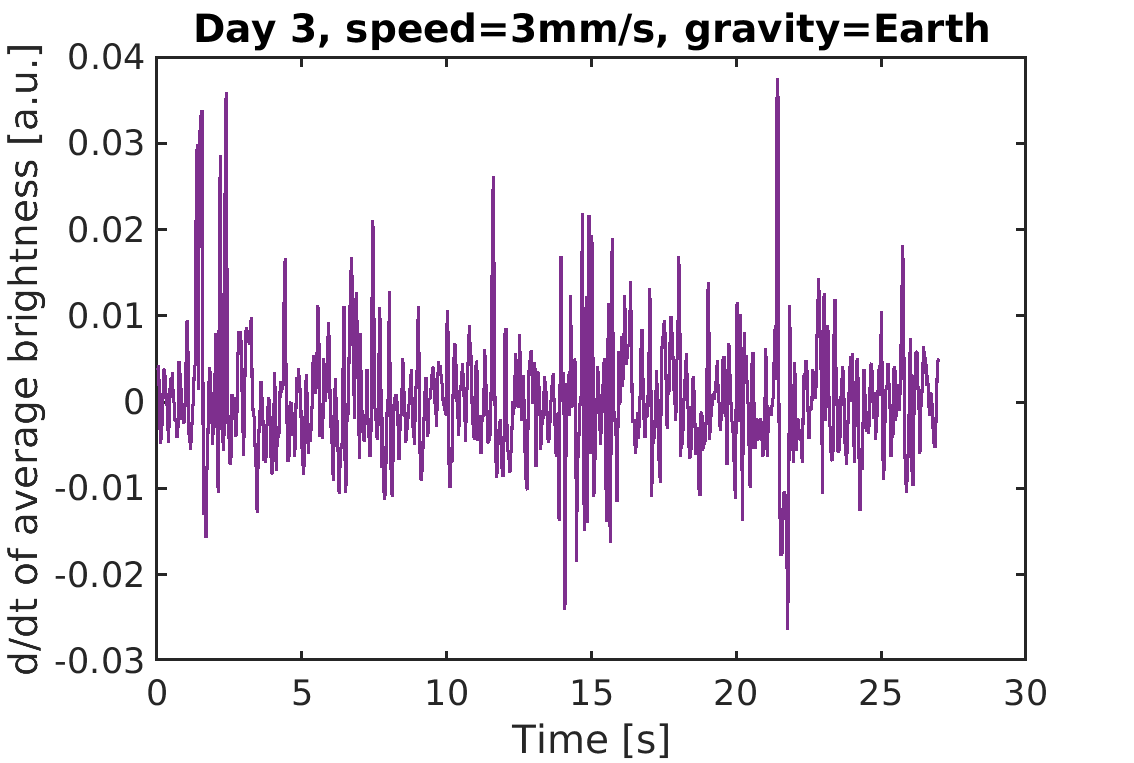 Day 3, speed=3mm/s, gravity=Earth
d/dt of average brightness [a.u.]
0.04
0.03
0.02
0.01
0
-0.01
-0.02
-0.03
0 5 10 15 20 25 30
Time [s]